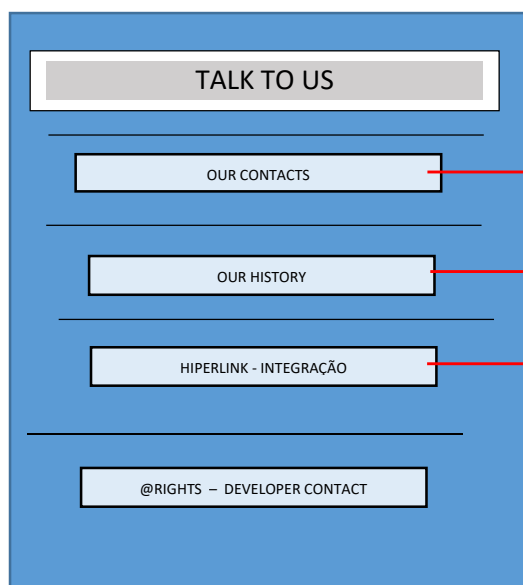 TALK TO US
OUR CONTACTS
OUR HISTORY
HIPERLINK - INTEGRAÇÃO
@RIGHTS – DEVELOPER CONTACT